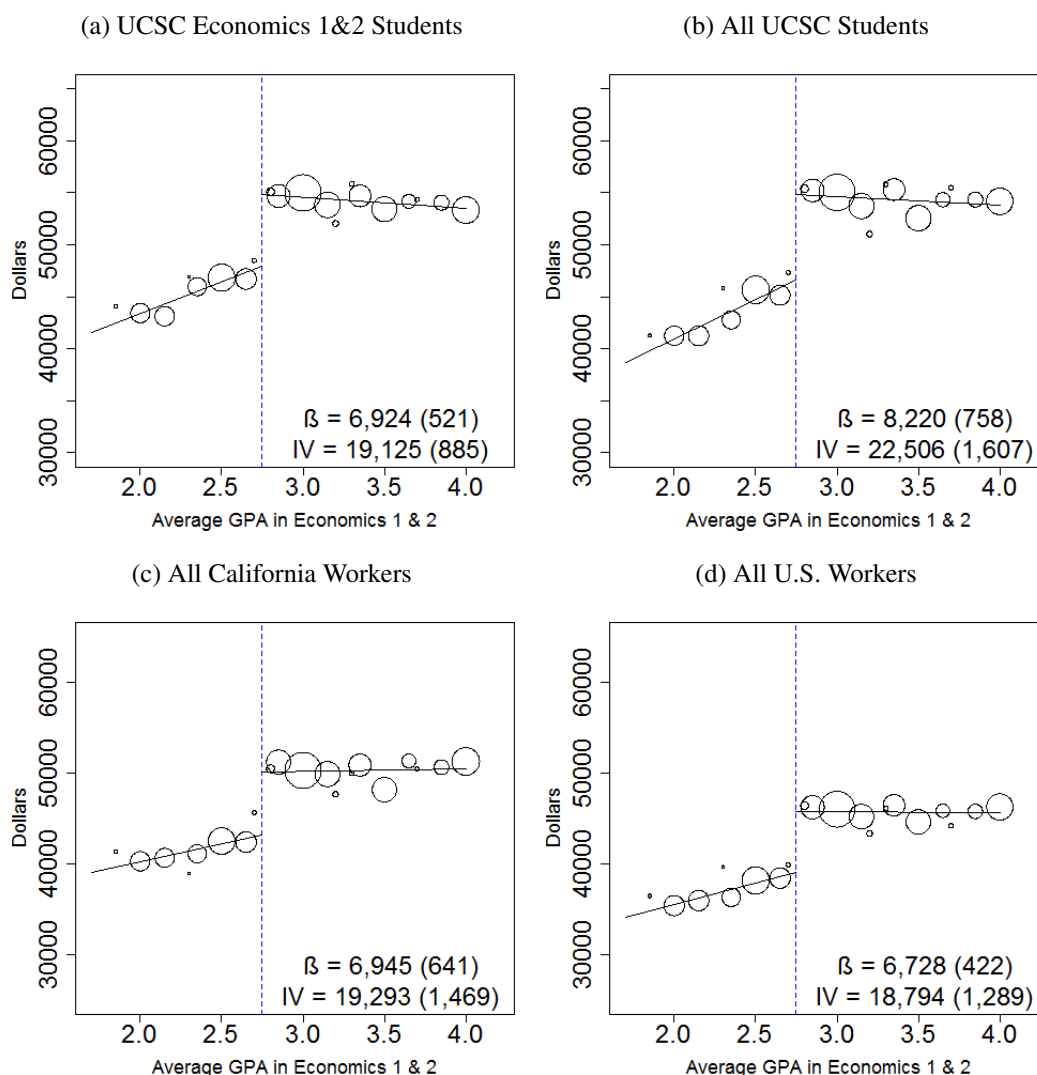 (a) UCSC Economics 1&2 Students
Dollars
60000
50000
40000
30000
ß = 6,924 (521)
IV = 19,125 (885)
2.0 2.5 3.0 3.5 4.0
Average GPA in Economics 1 & 2
(b) All UCSC Students
Dollars
60000
50000
40000
30000
ß = 8,220 (758)
IV = 22,506 (1,607)
2.0 2.5 3.0 3.5 4.0
Average GPA in Economics 1 & 2
(c) All California Workers
Dollars
60000
50000
40000
30000
ß = 6,945 (641)
IV = 19,293 (1,469)
2.0 2.5 3.0 3.5 4.0
Average GPA in Economics 1 & 2
(d) All U.S. Workers
Dollars
60000
50000
40000
30000
ß = 6,728 (422)
IV = 18,794 (1,289)
2.0 2.5 3.0 3.5 4.0
Average GPA in Economics 1 & 2